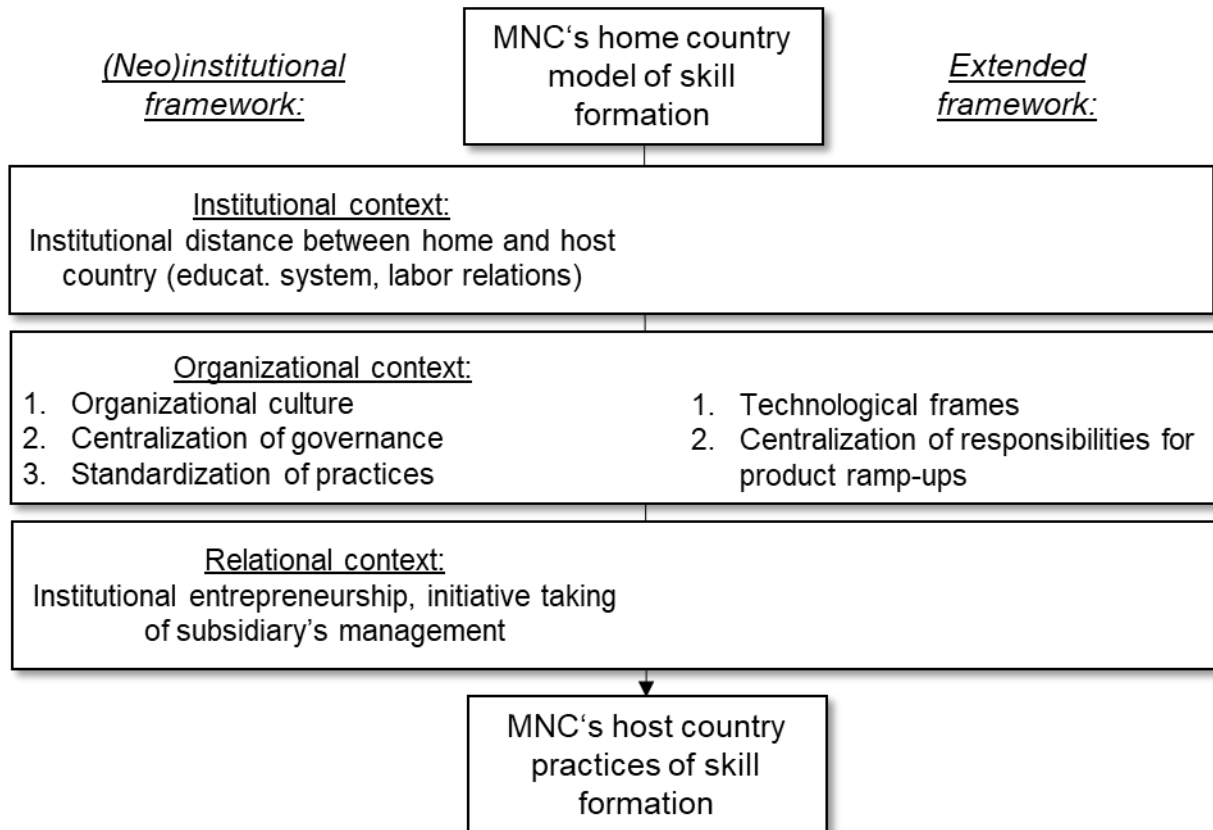 MNC‘s home country
model of skill
formation
(Neo)institutional
framework:
Extended
framework:
Institutional context:
Institutional distance between home and host
country (educat. system, labor relations)
Organizational context:
1. Organizational culture
2. Centralization of governance
3. Standardization of practices
1. Technological frames
2. Centralization of responsibilities for
product ramp-ups
Relational context:
Institutional entrepreneurship, initiative taking
of subsidiary’s management
MNC‘s host country
practices of skill
formation